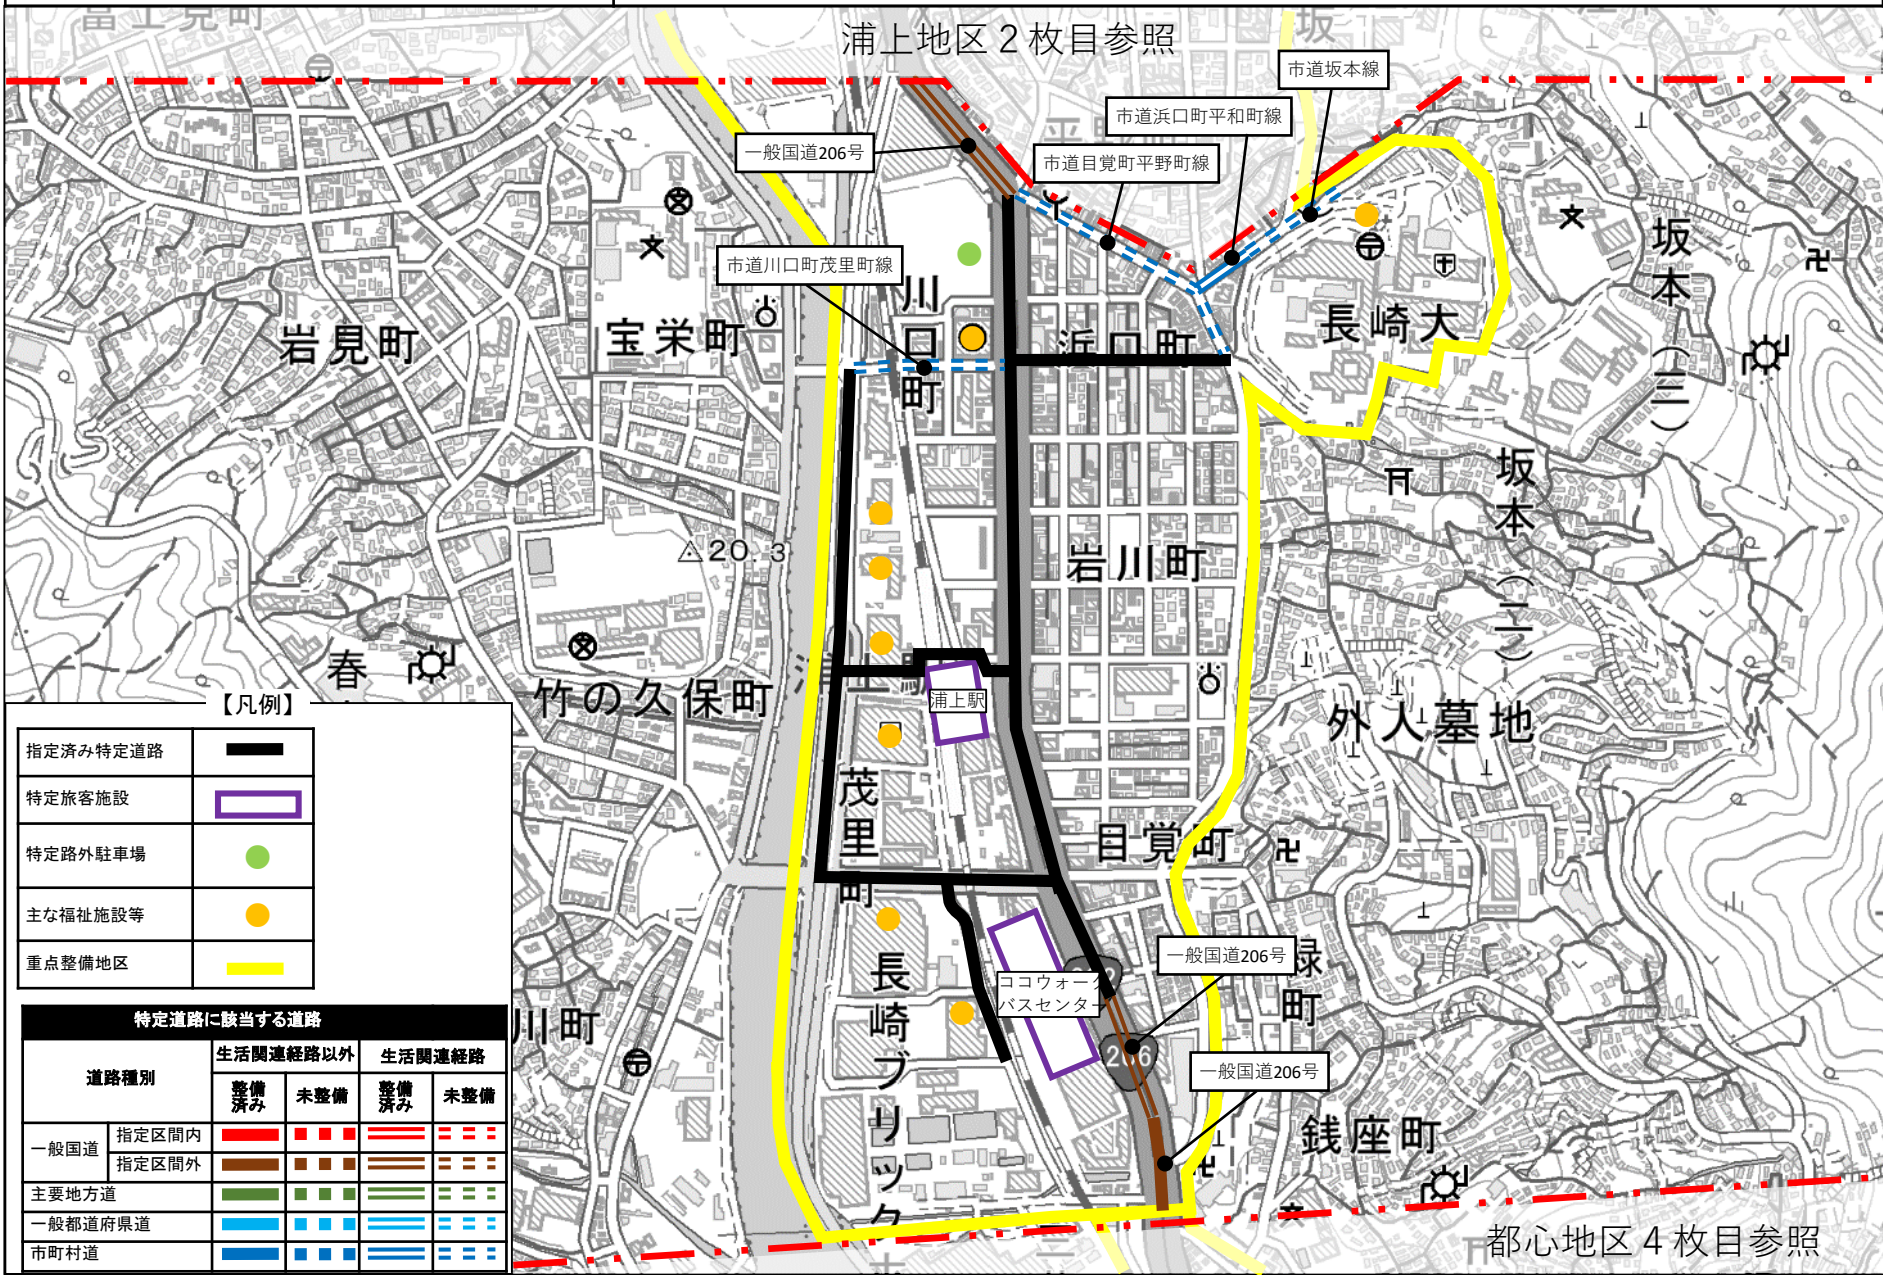 富士見町
浦上地区２枚目参照
坂
市道坂本線
市道浜口町平和町線
平
一般国道206号
市道目覚町平野町線
市道川口町茂里町線
川口町
坂本(三)
岩見町
宝栄町
浜口町
長崎大
坂本(二)
20.3
岩川町
春
竹の久保町
浦上駅
外人墓地
茂里町
目覚町
【凡例】
指定済み特定道路
特定旅客施設
特定路外駐車場
主な福祉施設等
重点整備地区
一般国道206号
緑町
ココウォーク
バスセンター
長崎ブリック
川町
206
一般国道206号
銭座町
特定道路に該当する道路
道路種別
生活関連経路以外 生活関連経路
整備済み 未整備 整備済み 未整備
一般国道 指定区間内
指定区間外
主要地方道
一般都道府県道
市町村道
都心地区４枚目参照